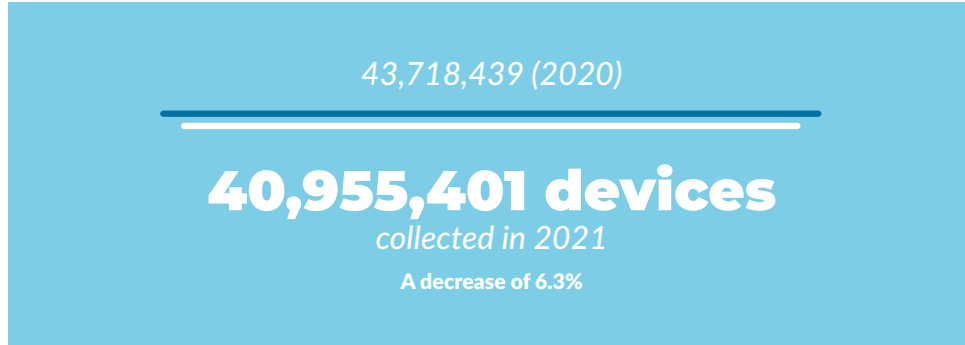 43,718,439 (2020)
40,955,401 devices
collected in 2021
A decrease of 6.3%